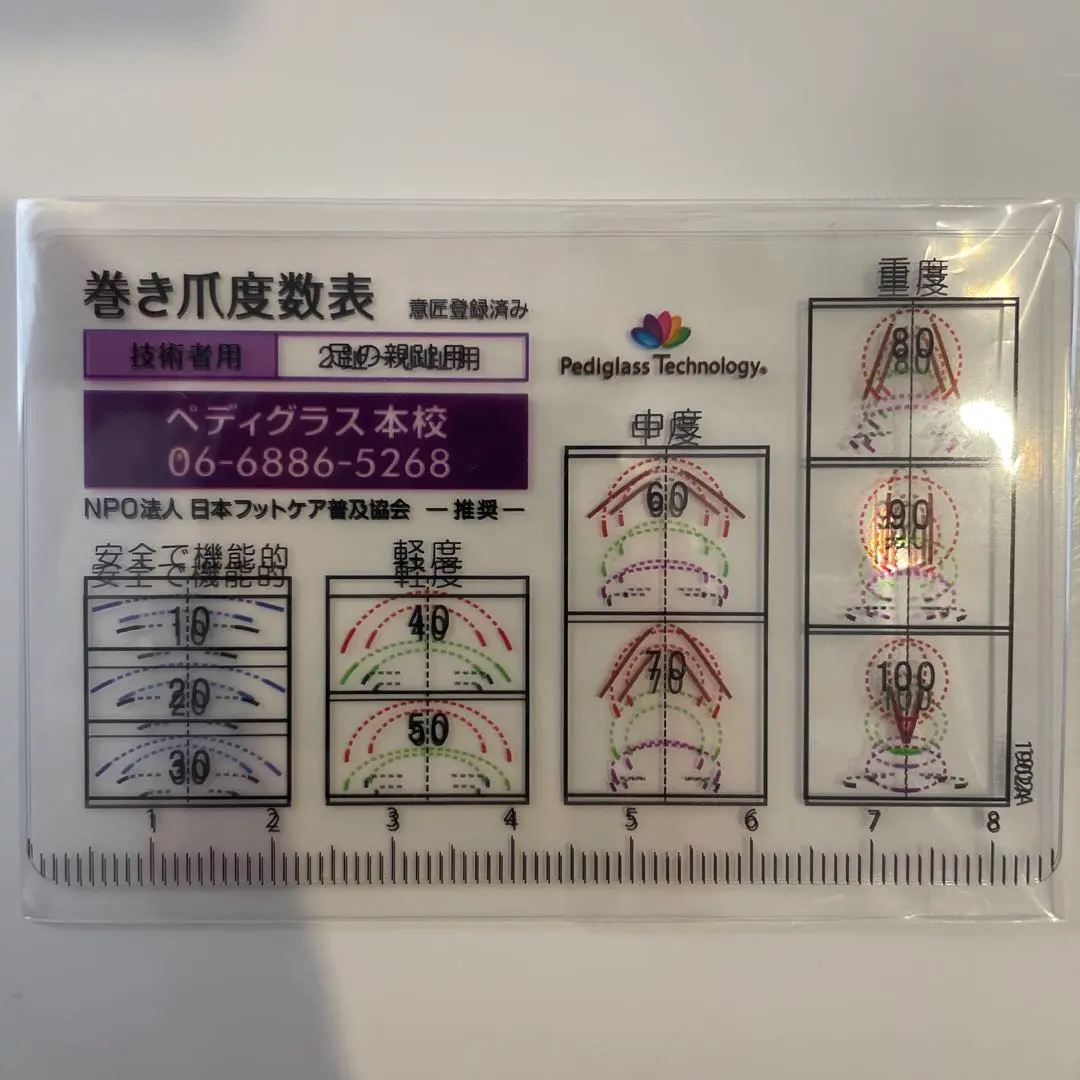 巻き爪度数表 意匠登録済み
技術者用
ペディグラス本校
06-6886-5268
NPO法人 日本フットケア普及協会 ー推奨ー
Pediglass Technology®
安全で機能的
10
20
30
軽度
40
50
中度
60
70
重度
80
90
100
1 2 3 4 5 6 7 8